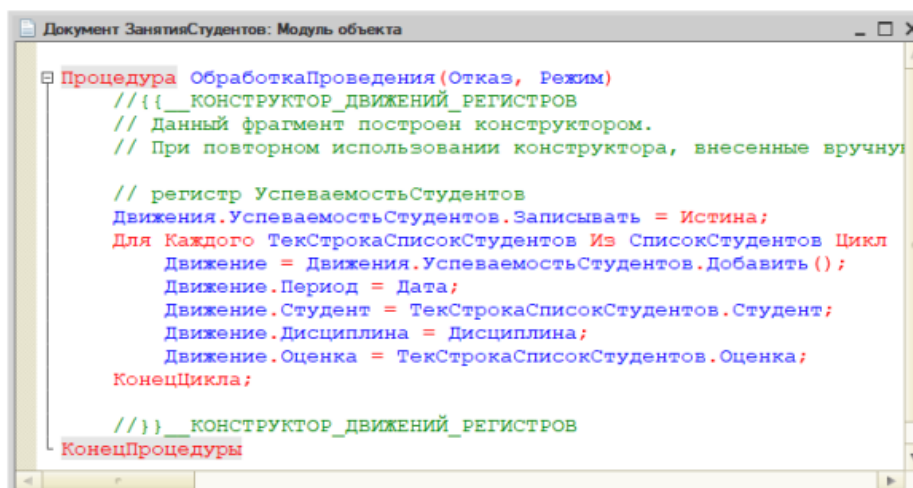 Документ ЗанятияСтудентов: Модуль объекта
Процедура ОбработкаПроведения(Отказ, Режим)
//{{__КОНСТРУКТОР_ДВИЖЕНИЙ_РЕГИСТРОВ
// Данный фрагмент построен конструктором.
// При повторном использовании конструктора, внесенные вручну
// регистр УспеваемостьСтудентов
Движения.УспеваемостьСтудентов.Записывать = Истина;
Для Каждого ТекСтрокаСписокСтудентов Из СписокСтудентов Цикл
Движение = Движения.УспеваемостьСтудентов.Добавить();
Движение.Период = Дата;
Движение.Студент = ТекСтрокаСписокСтудентов.Студент;
Движение.Дисциплина = Дисциплина;
Движение.Оценка = ТекСтрокаСписокСтудентов.Оценка;
КонецЦикла;
//}}__КОНСТРУКТОР_ДВИЖЕНИЙ_РЕГИСТРОВ
КонецПроцедуры